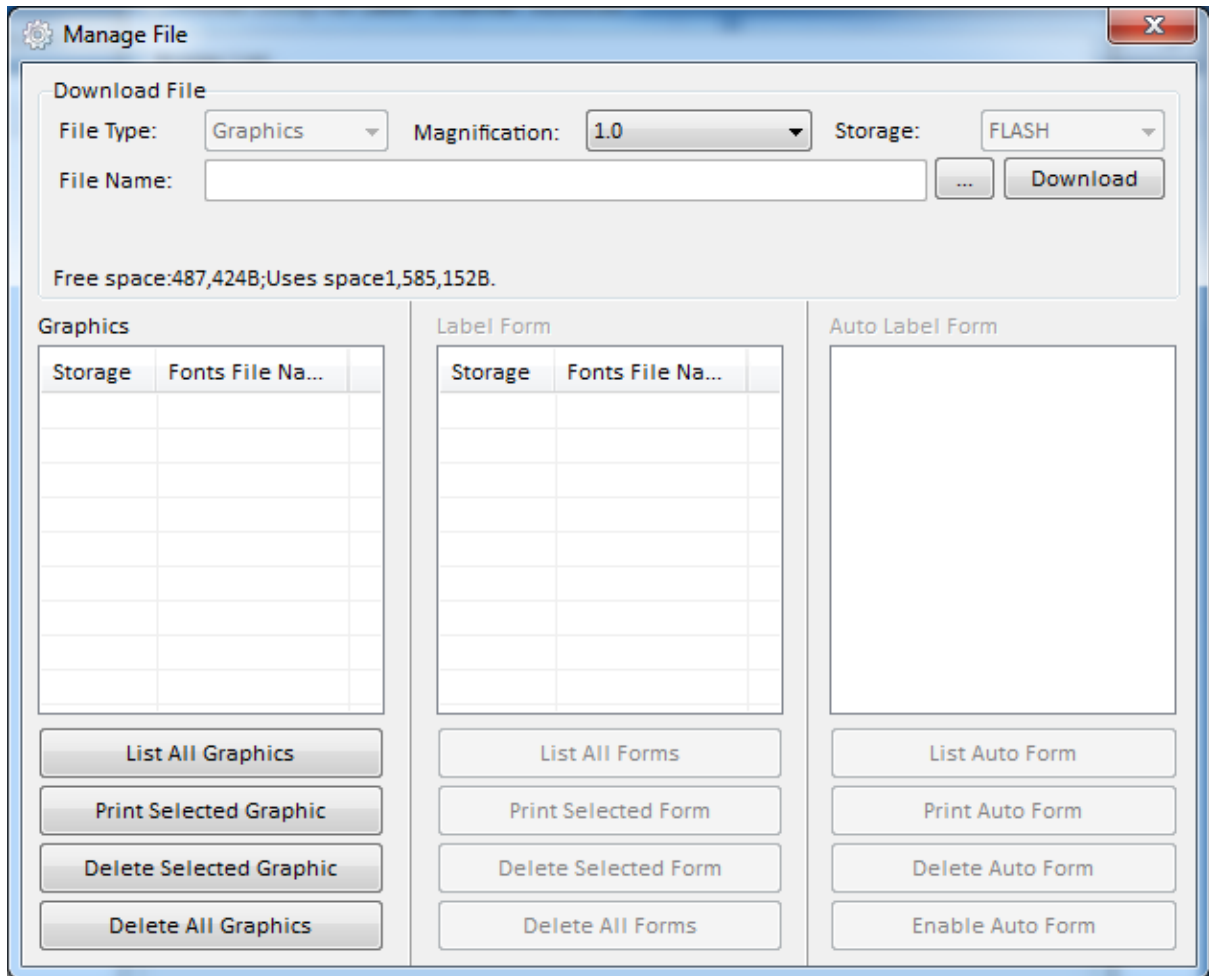 Manage File
Download File
File Type: Graphics Magnification: 1.0 Storage: FLASH
File Name: ... Download
Free space:487,424B;Uses space1,585,152B.
Graphics Label Form Auto Label Form
Storage Fonts File Na... Storage Fonts File Na...
List All Graphics List All Forms List Auto Form
Print Selected Graphic Print Selected Form Print Auto Form
Delete Selected Graphic Delete Selected Form Delete Auto Form
Delete All Graphics Delete All Forms Enable Auto Form